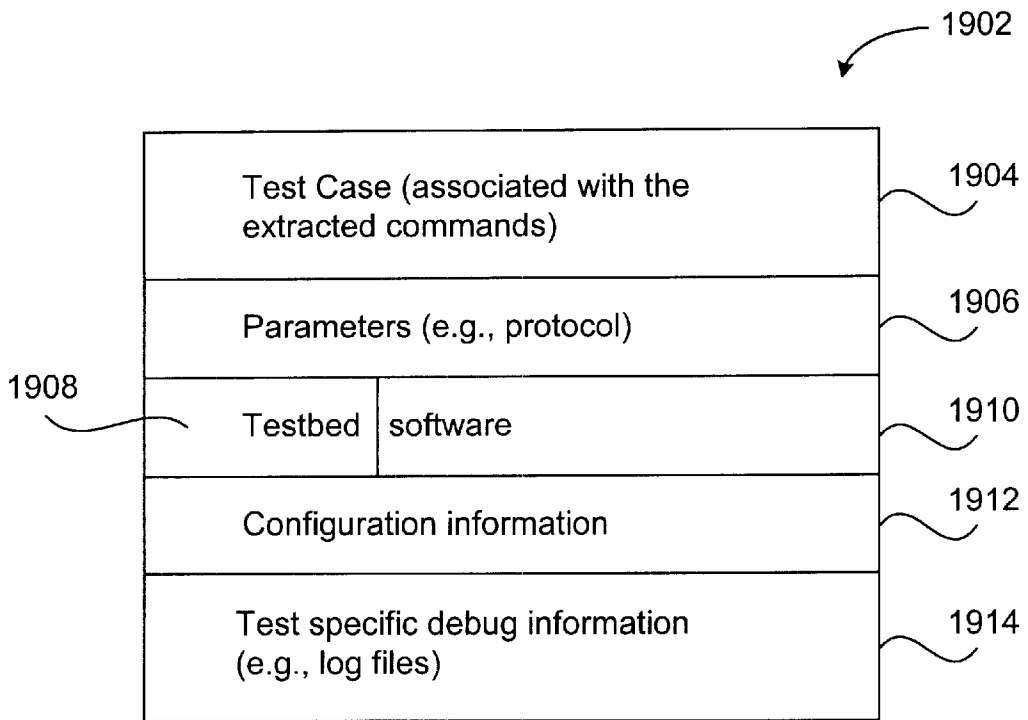 1902
Test Case (associated with the
extracted commands)
1904
Parameters (e.g., protocol)
1906
1908
Testbed
software
1910
Configuration information
1912
Test specific debug information
(e.g., log files)
1914